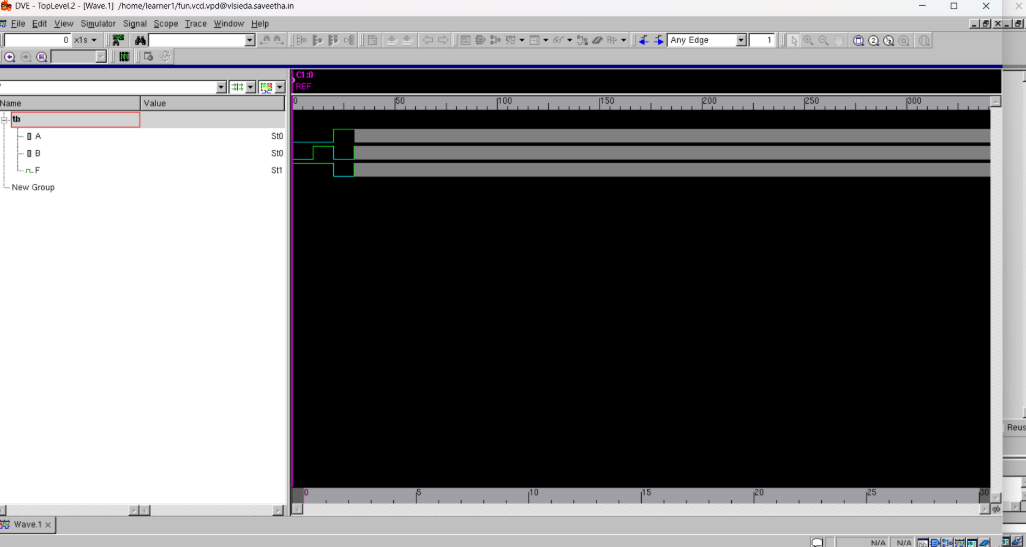 DVE - TopLevel.2 - [Wave.1] /home/learner1/fun.vcd.vpd@vlsieda.saveetha.in
File Edit View Simulator Signal Scope Trace Window Help
0 x1s Any Edge 1
C1:0
REF
Name Value
0 50 100 150 200 250 300
tb
A St0
B St0
F St1
New Group
Reus
0 5 10 15 20 25 30
Wave.1
N/A N/A